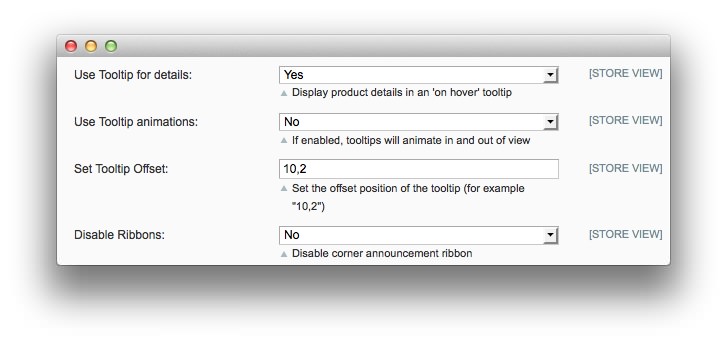 Use Tooltip for details: Yes [STORE VIEW]
Display product details in an 'on hover' tooltip
Use Tooltip animations: No [STORE VIEW]
If enabled, tooltips will animate in and out of view
Set Tooltip Offset: 10,2 [STORE VIEW]
Set the offset position of the tooltip (for example
"10,2")
Disable Ribbons: No [STORE VIEW]
Disable corner announcement ribbon